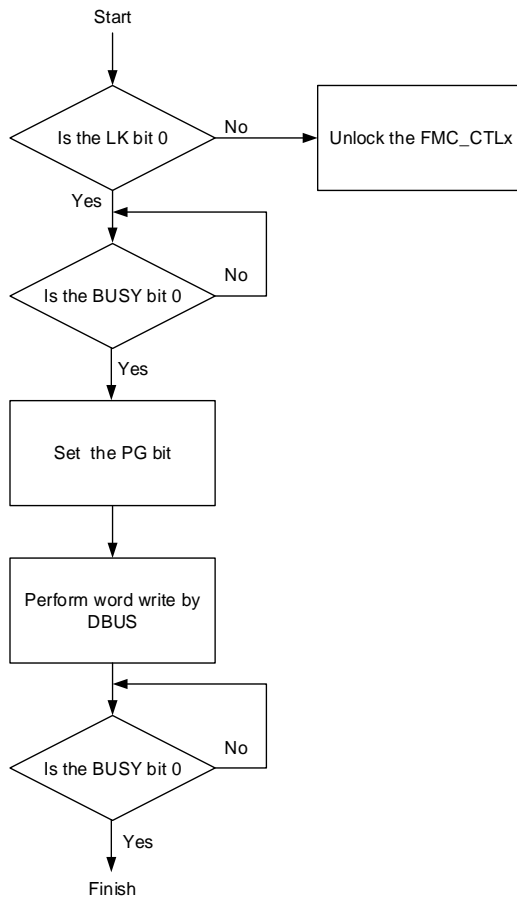 Start
Is the LK bit 0
No
Unlock the FMC_CTLx
Yes
No
Is the BUSY bit 0
Yes
Set the PG bit
Perform word write by
DBUS
No
Is the BUSY bit 0
Yes
Finish